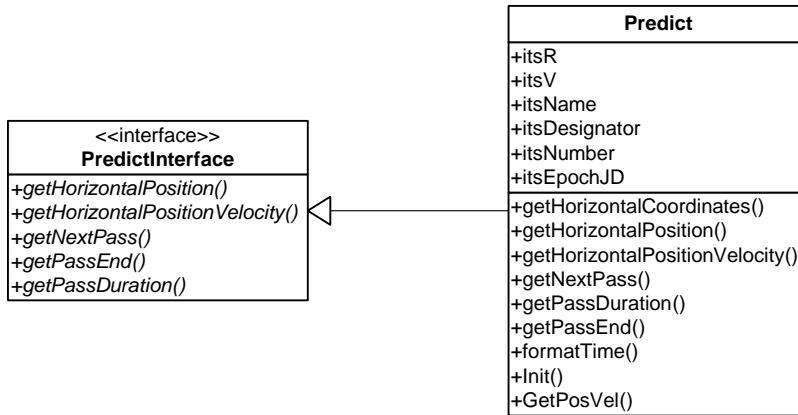 <<interface>>
PredictInterface
+getHorizontalPosition()
+getHorizontalPositionVelocity()
+getNextPass()
+getPassEnd()
+getPassDuration()
Predict
+itsR
+itsV
+itsName
+itsDesignator
+itsNumber
+itsEpochJD
+getHorizontalCoordinates()
+getHorizontalPosition()
+getHorizontalPositionVelocity()
+getNextPass()
+getPassDuration()
+getPassEnd()
+formatTime()
+Init()
+GetPosVel()